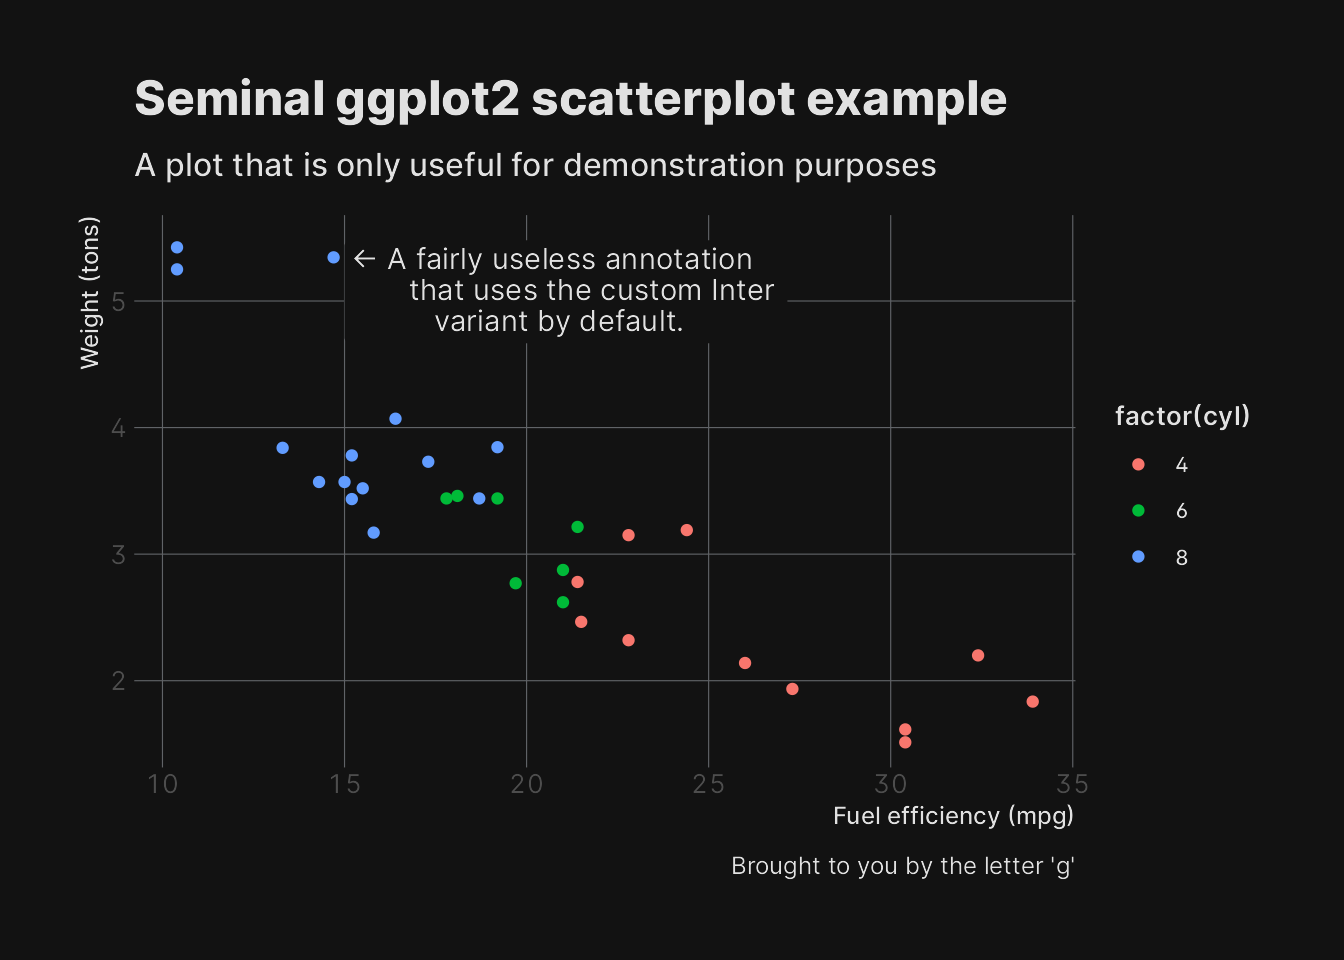 Seminal ggplot2 scatterplot example
A plot that is only useful for demonstration purposes
Weight (tons)
← A fairly useless annotation
that uses the custom Inter
variant by default.
5
4
3
2
10 15 20 25 30 35
Fuel efficiency (mpg)
factor(cyl)
4
6
8
Brought to you by the letter 'g'